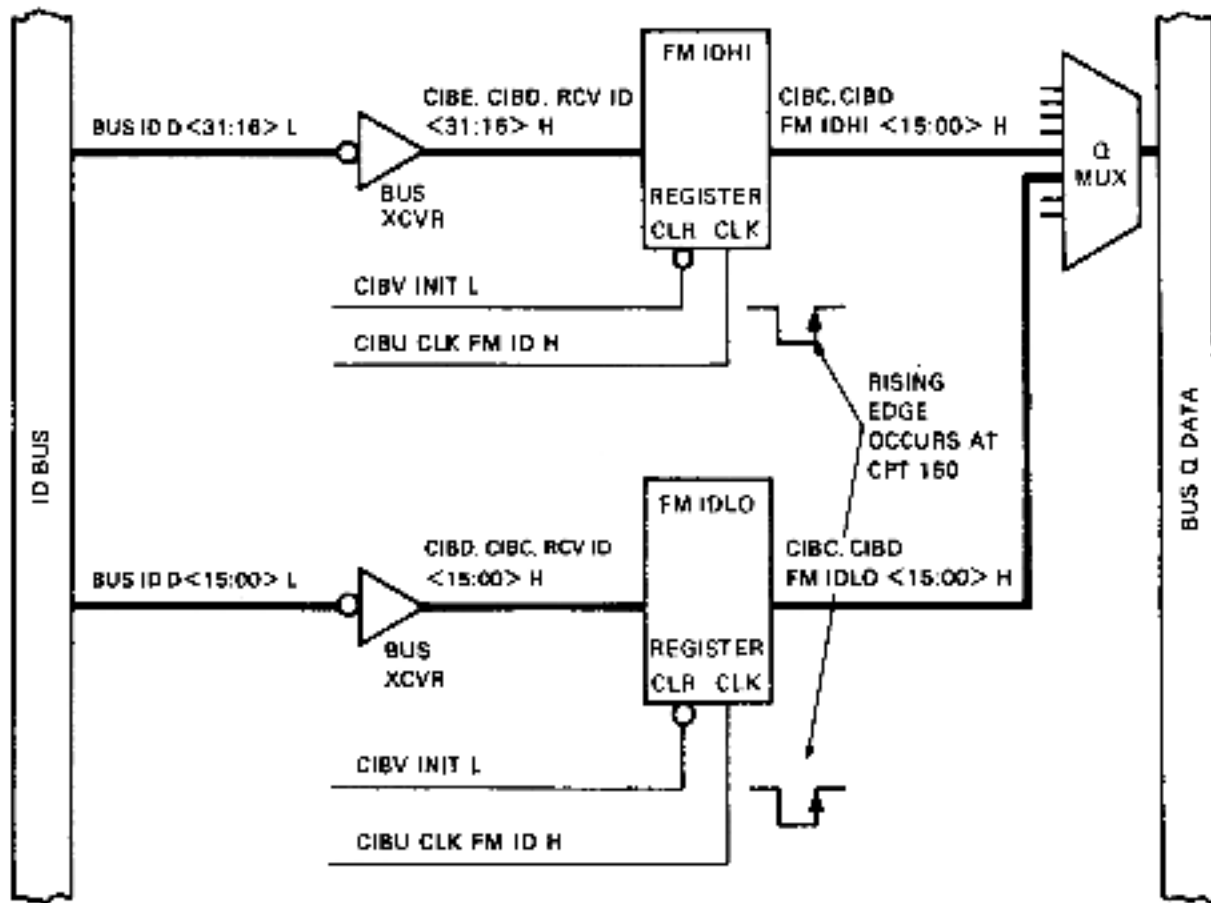 ID BUS
BUS ID D<31:16> L
BUS
XCVR
CIBE, CIBD, RCV ID
<31:16> H
FM IDHI
REGISTER
CLR CLK
CIBC, CIBD
FM IDHI <15:00> H
Q
MUX
BUS Q DATA
CIBV INIT L
CIBU CLK FM ID H
RISING
EDGE
OCCURS AT
CPT 150
BUS ID D<15:00> L
BUS
XCVR
CIBD, CIBC, RCV ID
<15:00> H
FM IDLO
REGISTER
CLR CLK
CIBC, CIBD
FM IDLO <15:00> H
CIBV INIT L
CIBU CLK FM ID H